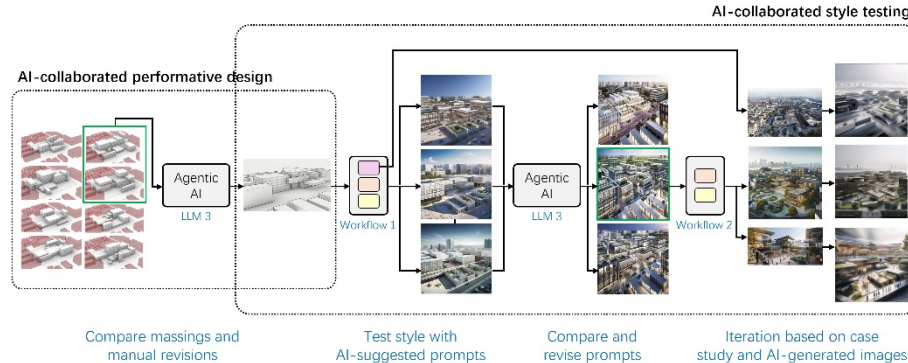 AI-collaborated style testing
AI-collaborated performative design
Agentic
AI
LLM 3
Workflow 1
Agentic
AI
LLM 3
Workflow 2
Compare massings and
manual revisions
Test style with
AI-suggested prompts
Compare and
revise prompts
Iteration based on case
study and AI-generated images